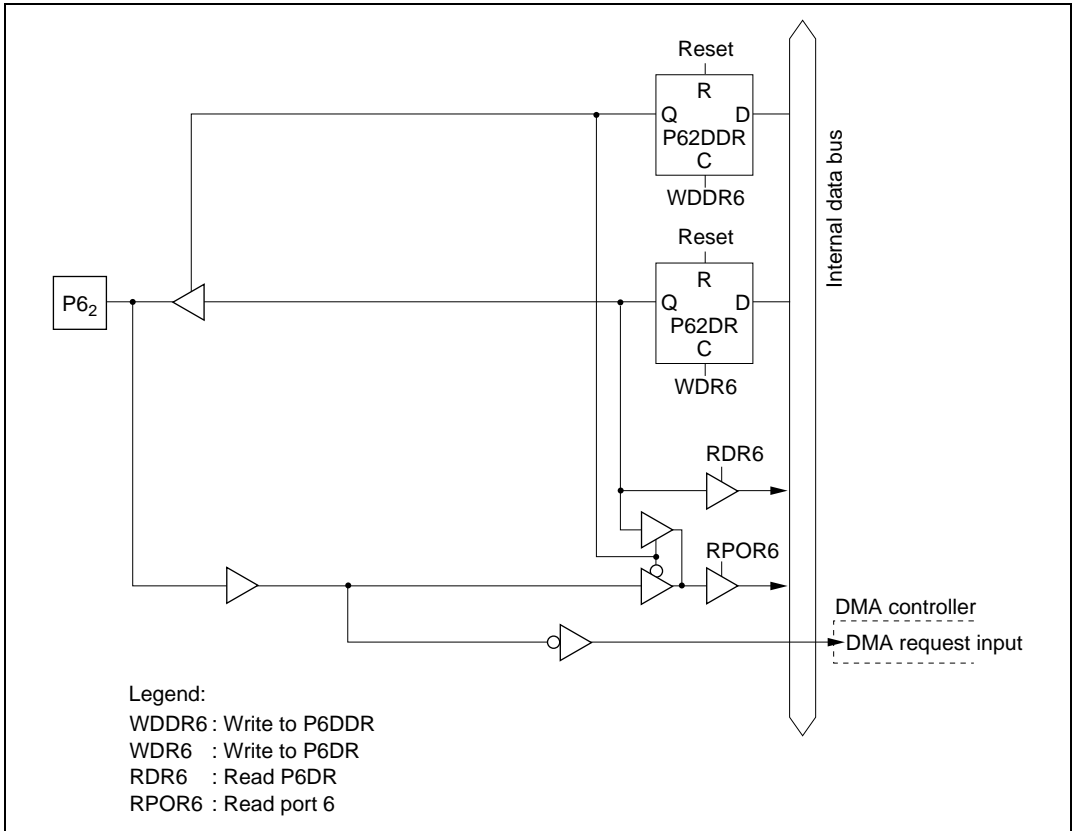 Reset
R
Q D
P62DDR
C
WDDR6
Reset
R
Q D
P62DR
C
WDR6
P6₂
Internal data bus
RDR6
RPOR6
DMA controller
DMA request input
Legend:
WDDR6 : Write to P6DDR
WDR6 : Write to P6DR
RDR6 : Read P6DR
RPOR6 : Read port 6